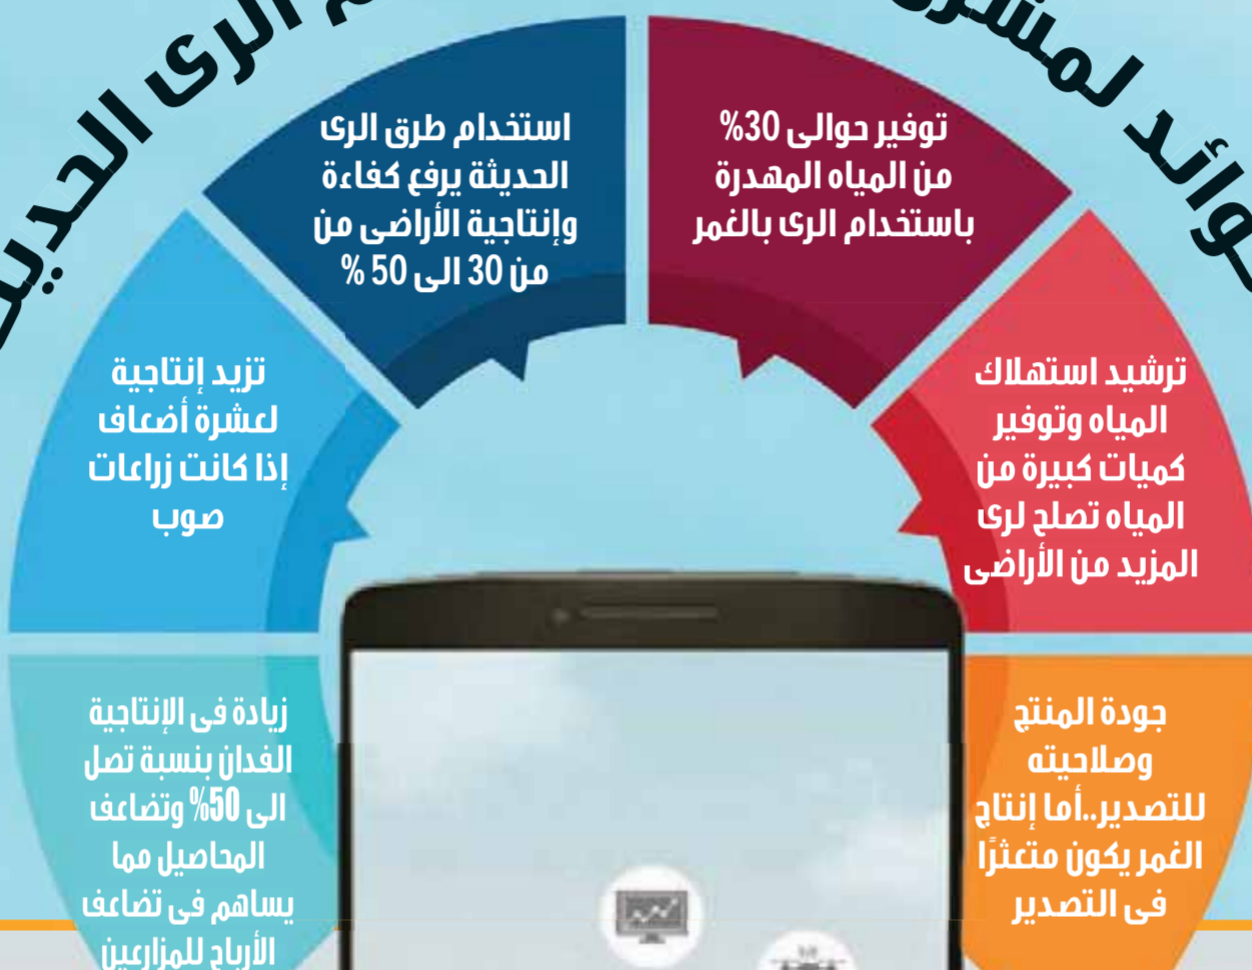 توفير حوالى 30%
من المياه المهدرة
باستخدام الرى بالغمر
استخدام طرق الرى
الحديثة يرفع كفاءة
وإنتاجية الأراضى من
من 30 الى 50 %
ترشيد استهلاك
المياه وتوفير
كميات كبيرة من
المياه تصلح لرى
المزيد من الأراضى
تزيد إنتاجية
لعشرة أضعاف
إذا كانت زراعات
صوب
جودة المنتج
وصلاحيته
للتصدير..أما إنتاج
الغمر يكون متعثرًا
فى التصدير
زيادة فى الإنتاجية
الفدان بنسبة تصل
الى 50% وتضاعف
المحاصيل مما
يساهم فى تضاعف
الأرباح للمزارعين
الرى